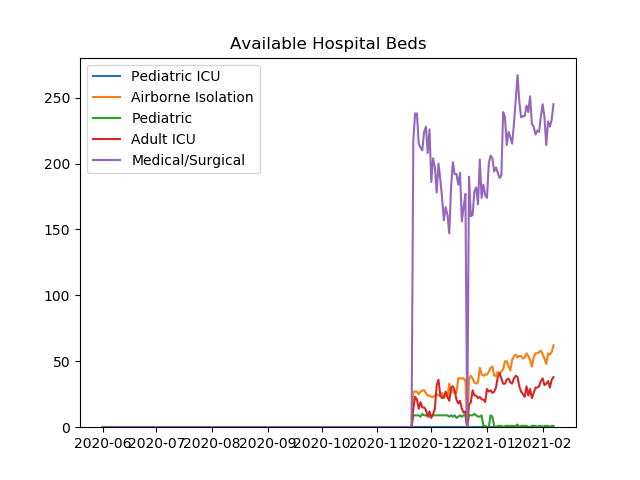 Available Hospital Beds
Pediatric ICU
Airborne Isolation
Pediatric
Adult ICU
Medical/Surgical
250
200
150
100
50
0
2020-06 2020-07 2020-08 2020-09 2020-10 2020-11 2020-12 2021-01 2021-02